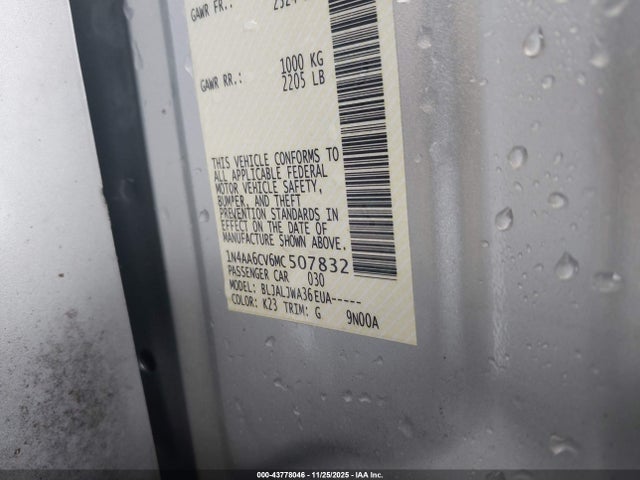 GAWR FR.:
1000 KG
GAWR RR.: 2205 LB
THIS VEHICLE CONFORMS TO
ALL APPLICABLE FEDERAL
MOTOR VEHICLE SAFETY,
BUMPER, AND THEFT
PREVENTION STANDARDS IN
EFFECT ON THE DATE OF
MANUFACTURE SHOWN ABOVE.
1N4AA6CV6MC507832
PASSENGER CAR 030
MODEL: BLJALJWA36EUA-----
COLOR: K23 TRIM: G 9N00A
000-43778046 - 11/25/2025 - IAA Inc.